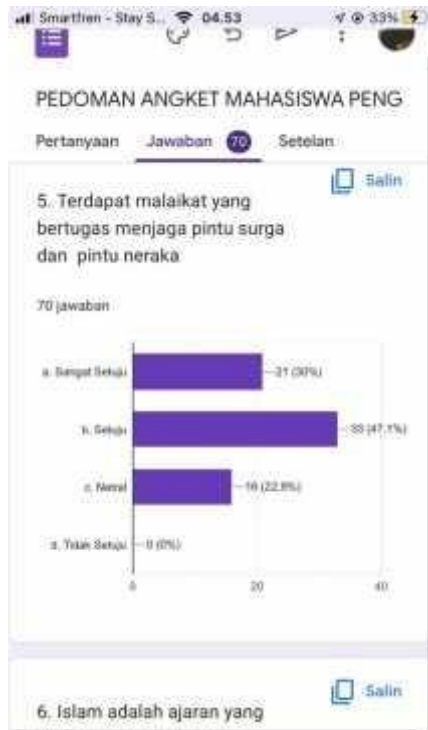 Smartfren - Stay S... 04.53 33%
PEDOMAN ANGKET MAHASISWA PENG
Pertanyaan Jawaban 70 Setelan
Salin
5. Terdapat malaikat yang
bertugas menjaga pintu surga
dan pintu neraka
70 jawaban
a. Sangat Setuju 21 (30%)
b. Setuju 33 (47,1%)
c. Netral 16 (22,9%)
d. Tidak Setuju 0 (0%)
0 20 40
Salin
6. Islam adalah ajaran yang